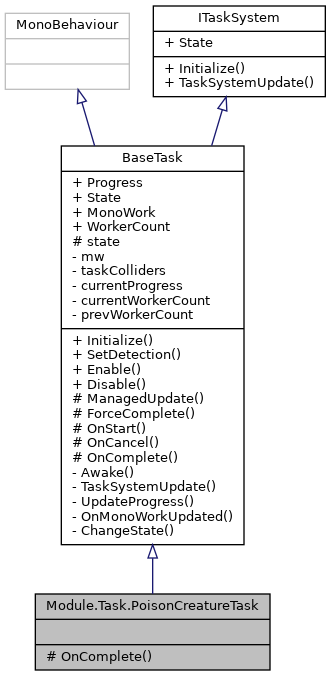 MonoBehaviour
ITaskSystem
+ State
+ Initialize()
+ TaskSystemUpdate()
BaseTask
+ Progress
+ State
+ MonoWork
+ WorkerCount
# state
- mw
- taskColliders
- currentProgress
- currentWorkerCount
- prevWorkerCount
+ Initialize()
+ SetDetection()
+ Enable()
+ Disable()
# ManagedUpdate()
# ForceComplete()
# OnStart()
# OnCancel()
# OnComplete()
- Awake()
- TaskSystemUpdate()
- UpdateProgress()
- OnMonoWorkUpdated()
- ChangeState()
Module.Task.PoisonCreatureTask
# OnComplete()